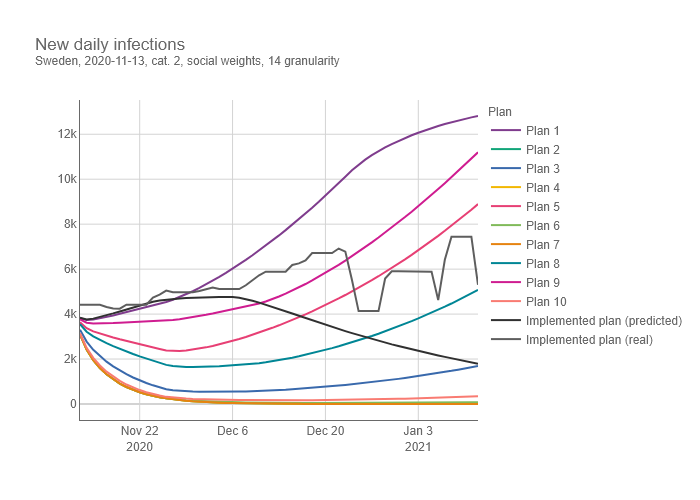 New daily infections
Sweden, 2020-11-13, cat. 2, social weights, 14 granularity
Plan
12k
10k
8k
6k
4k
2k
0
Plan 1
Plan 2
Plan 3
Plan 4
Plan 5
Plan 6
Plan 7
Plan 8
Plan 9
Plan 10
Implemented plan (predicted)
Implemented plan (real)
Nov 22
2020
Dec 6
Dec 20
Jan 3
2021